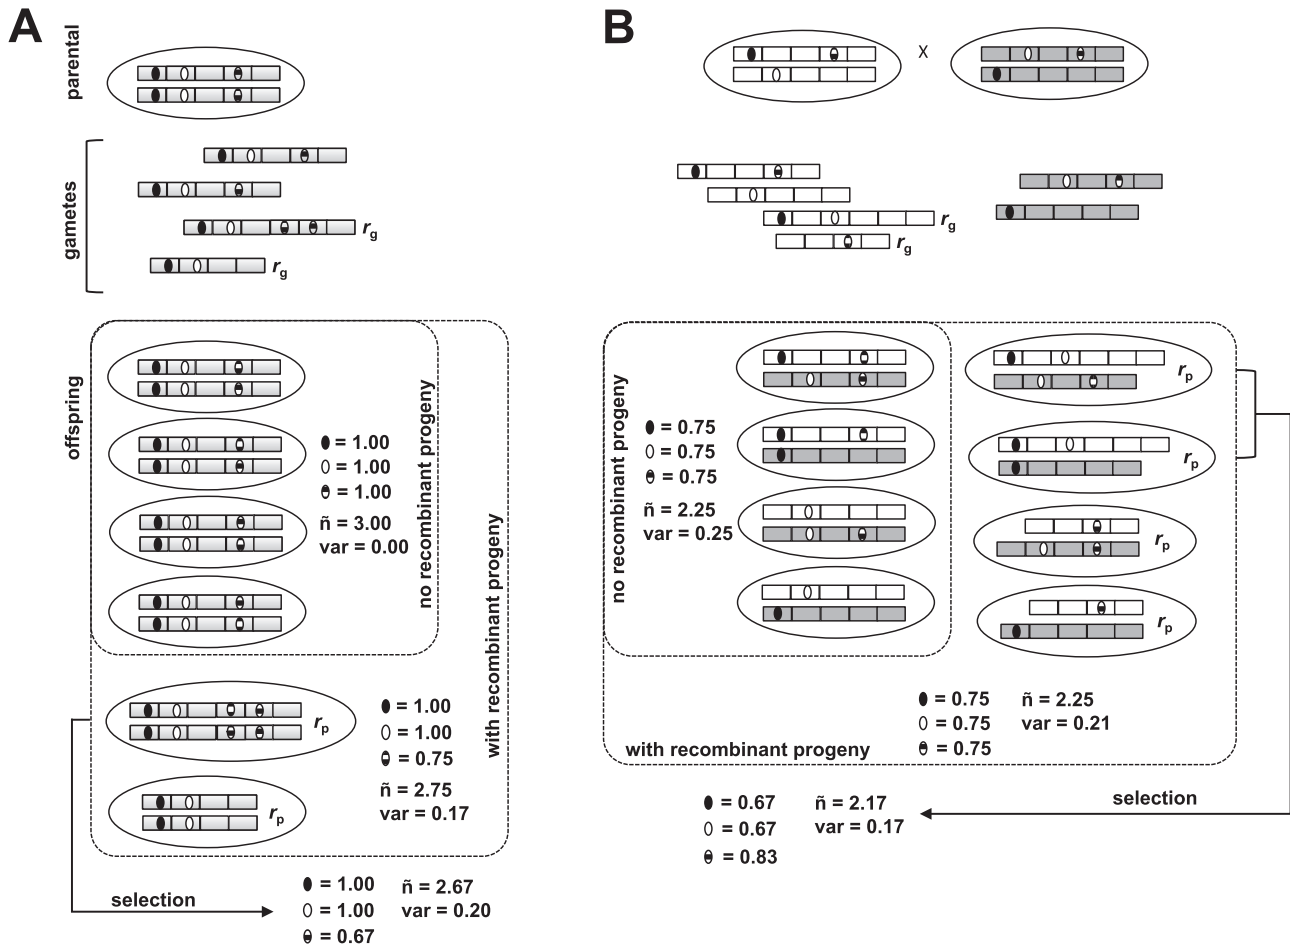 A
parental
gametes
r_g
r_g
offspring
= 1.00
= 1.00
= 1.00
ñ = 3.00
var = 0.00
no recombinant progeny
with recombinant progeny
r_p
r_p
= 1.00
= 1.00
= 0.75
ñ = 2.75
var = 0.17
selection
= 1.00
= 1.00
= 0.67
ñ = 2.67
var = 0.20
B
X
r_g
r_g
no recombinant progeny
= 0.75
= 0.75
= 0.75
ñ = 2.25
var = 0.25
r_p
r_p
r_p
r_p
with recombinant progeny
= 0.75
= 0.75
= 0.75
ñ = 2.25
var = 0.21
selection
= 0.67
= 0.67
= 0.83
ñ = 2.17
var = 0.17